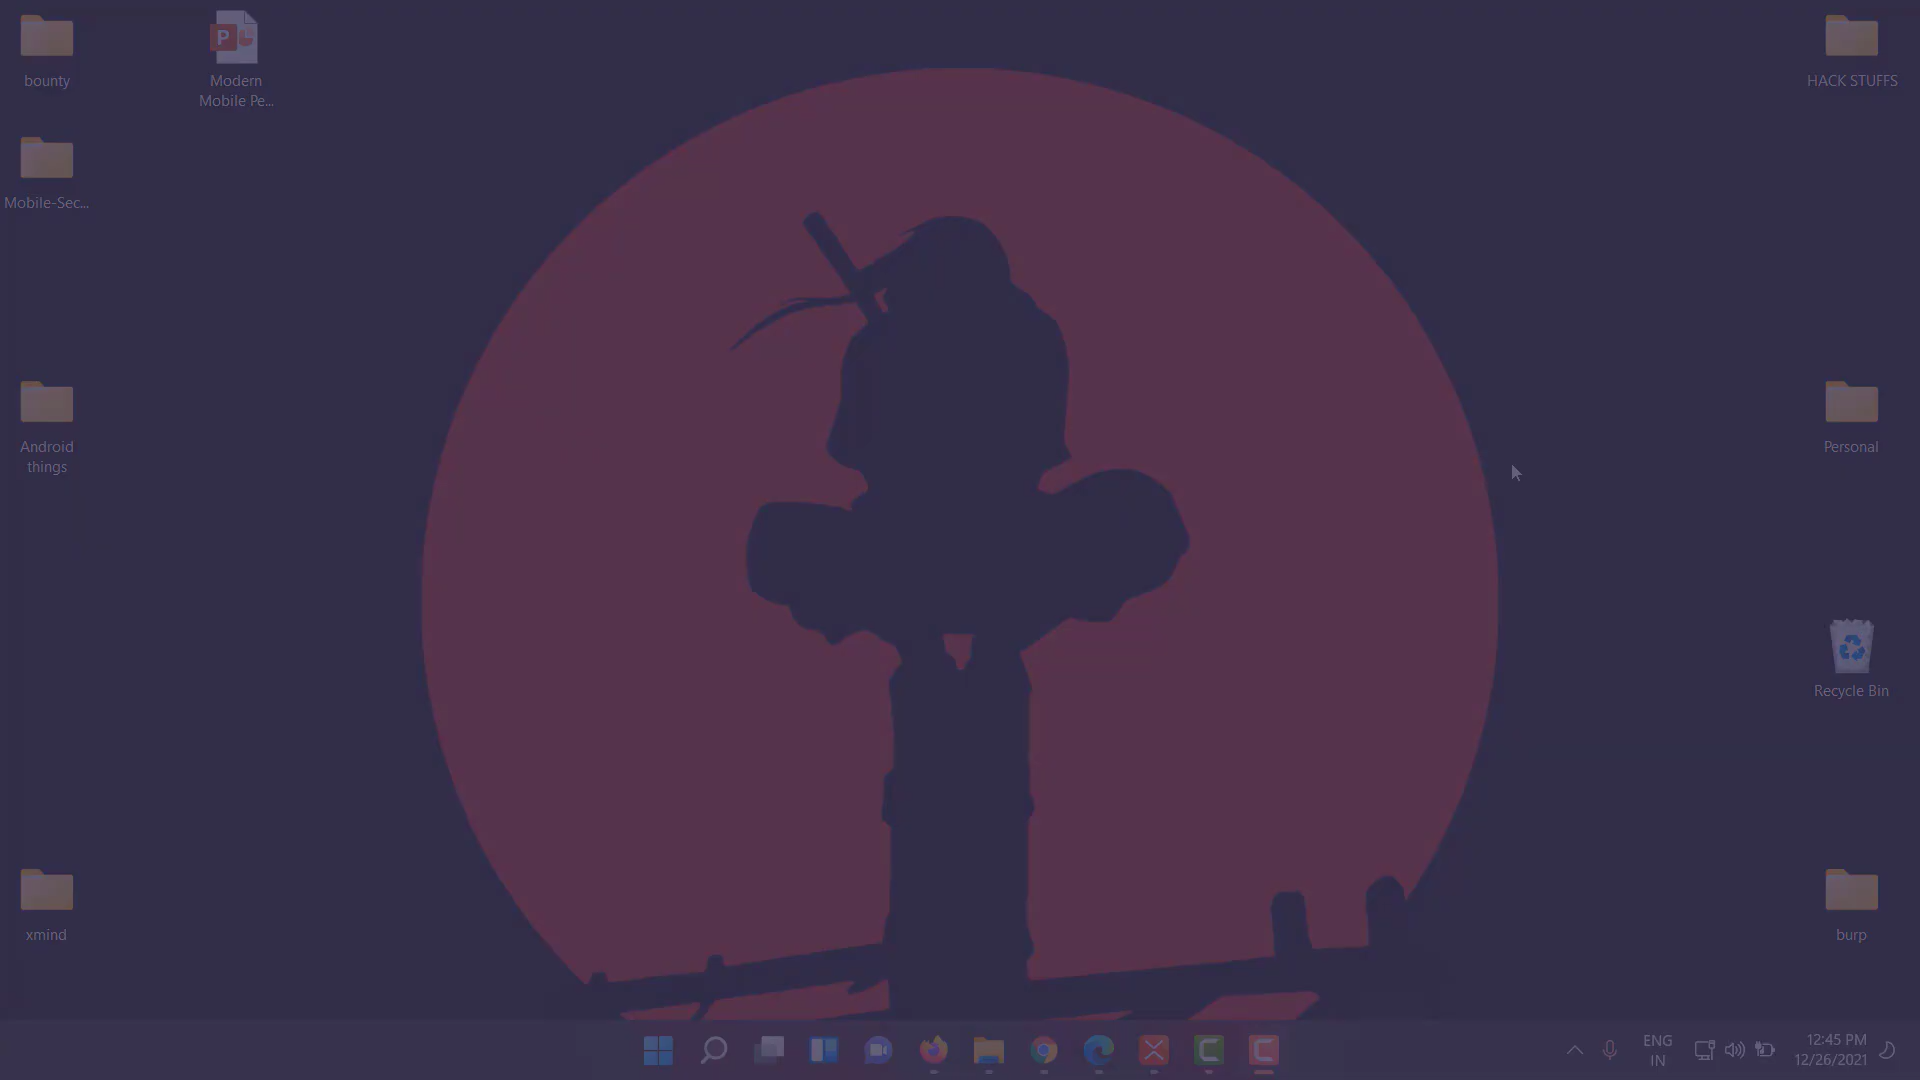 bounty
Modern
Mobile Pe...
HACK STUFFS
Mobile-Sec...
Android
things
Personal
Recycle Bin
xmind
burp
P
ENG
IN
12:45 PM
12/26/2021